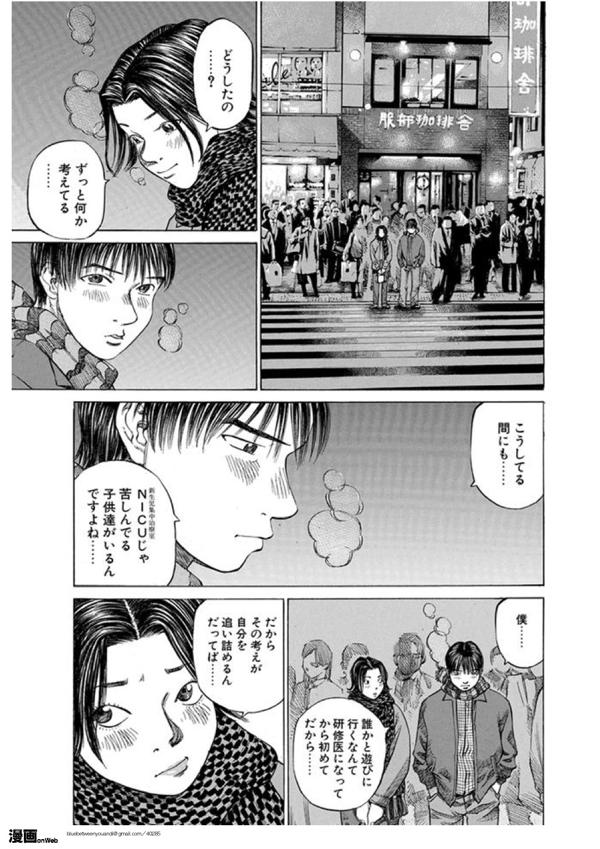 珈琲舎
服部珈琲舎
どうしたの
……?
ずっと何か
考えてる
……
こうしてる
間にも……
新生児集中治療室
NICUじゃ
苦しんでる
子供達がいるん
ですよね……
僕…
誰かと遊びに
行くなんて
研修医になって
から初めて
だから……
だから
その考えが
自分を
追い詰めるん
だってば……
漫画onWeb
bluebetweenyouandi@gmail.com/40285